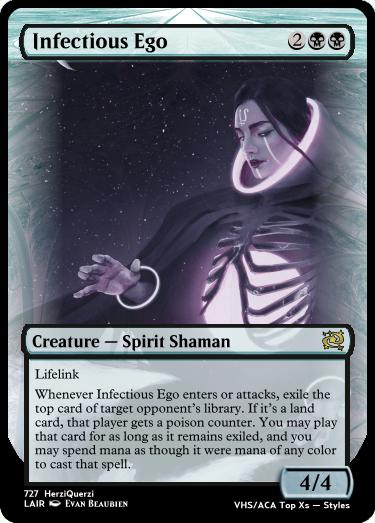 Infectious Ego 2
Creature — Spirit Shaman
Lifelink
Whenever Infectious Ego enters or attacks, exile the
top card of target opponent's library. If it's a land
card, that player gets a poison counter. You may play
that card for as long as it remains exiled, and you
may spend mana as though it were mana of any color
to cast that spell.
4/4
727 HerziQuerzi
LAIR Evan Beaubien
VHS/ACA Top Xs — Styles